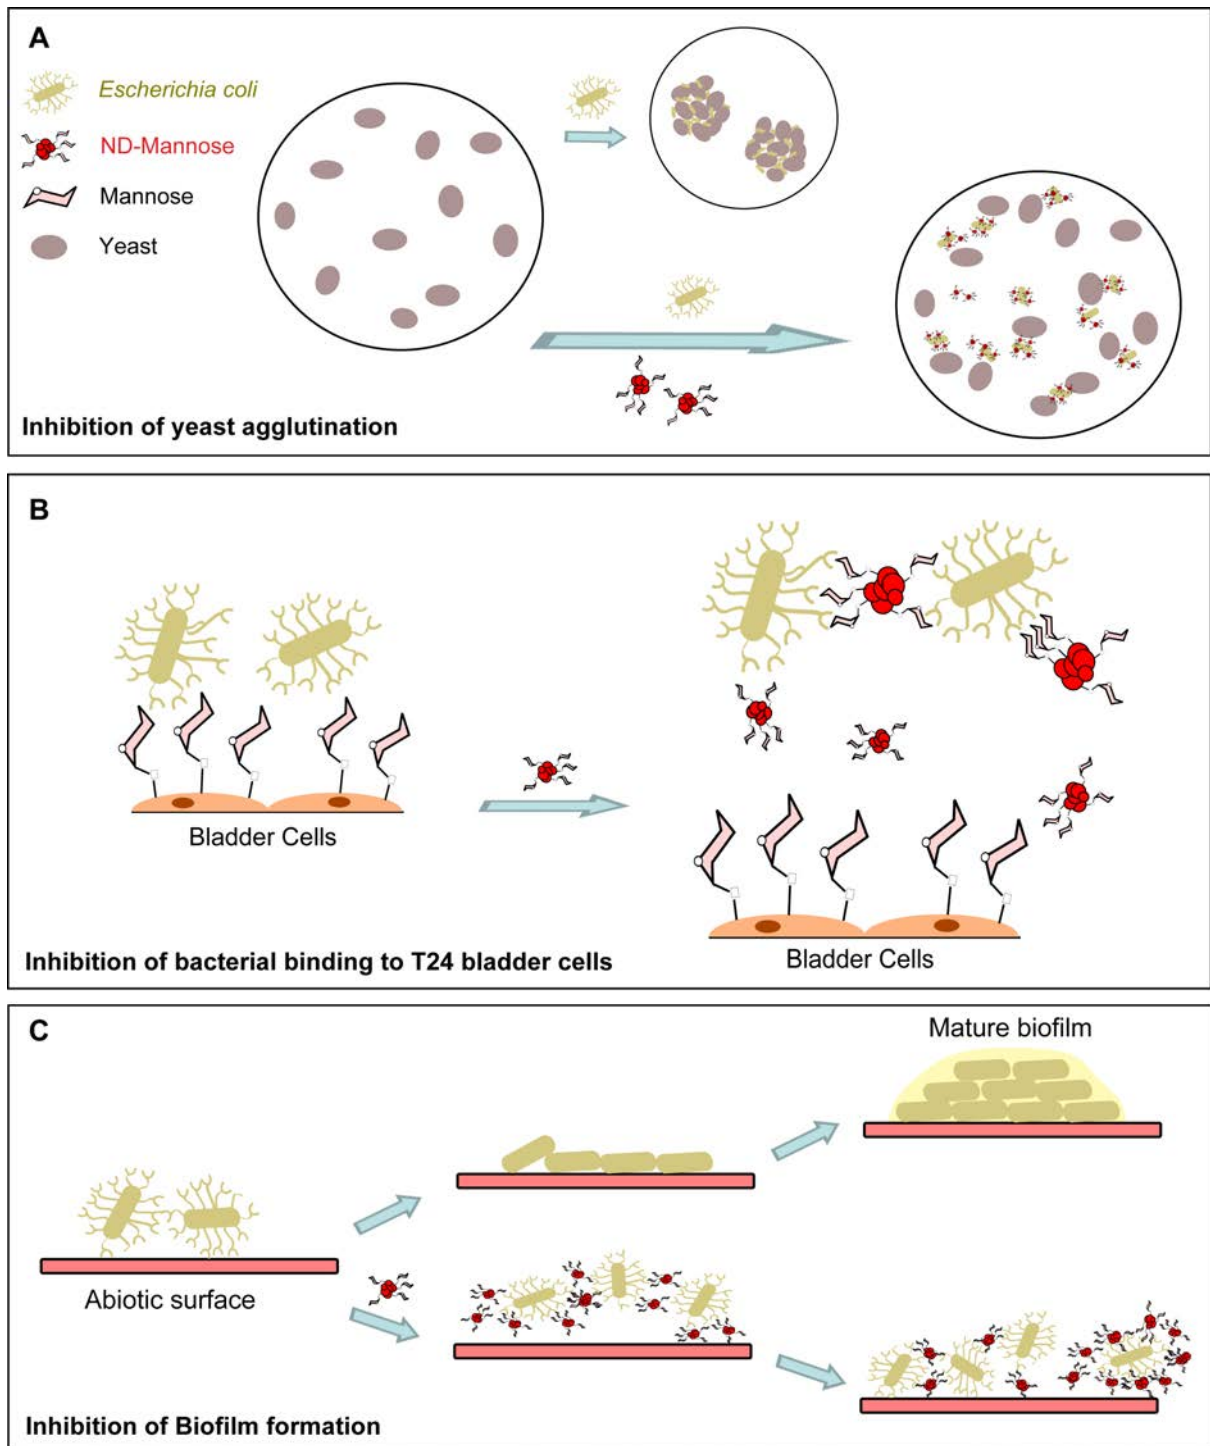 A
Escherichia coli
ND-Mannose
Mannose
Yeast
Inhibition of yeast agglutination
B
Bladder Cells
Bladder Cells
Inhibition of bacterial binding to T24 bladder cells
C
Mature biofilm
Abiotic surface
Inhibition of Biofilm formation